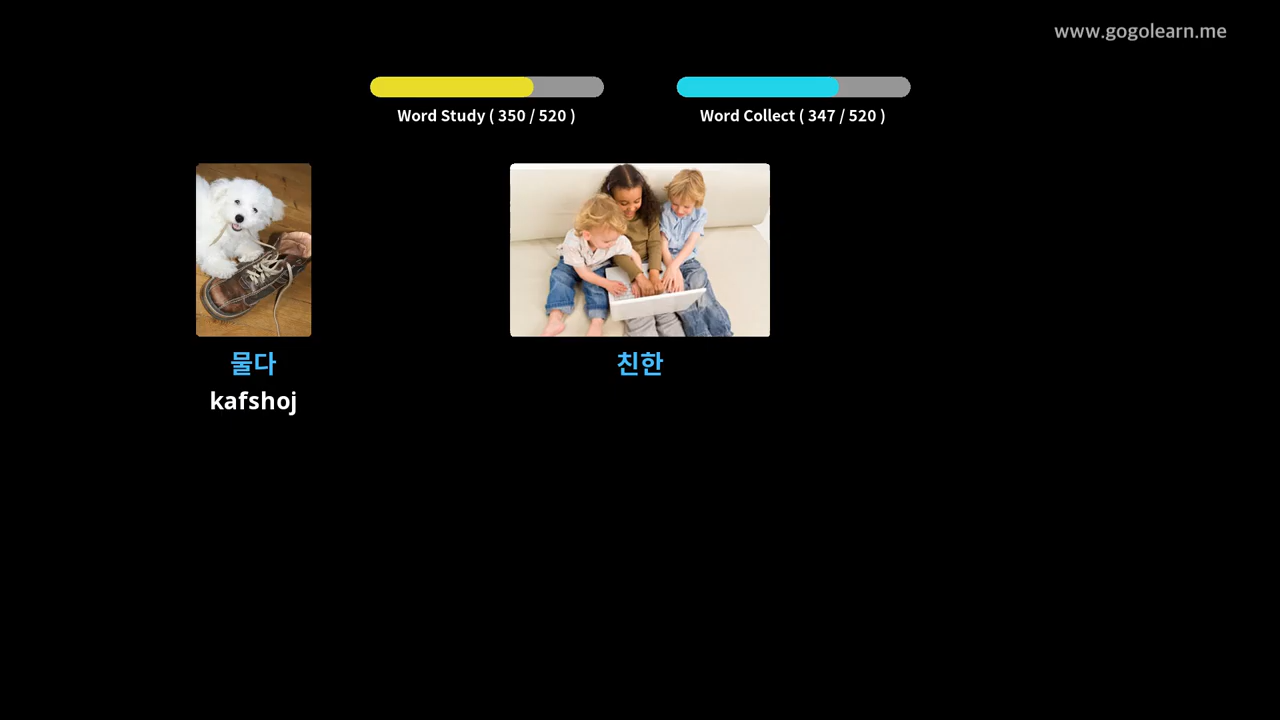 www.gogolearn.me
Word Study ( 350 / 520 )
Word Collect ( 347 / 520 )
물다
kafshoj
친한